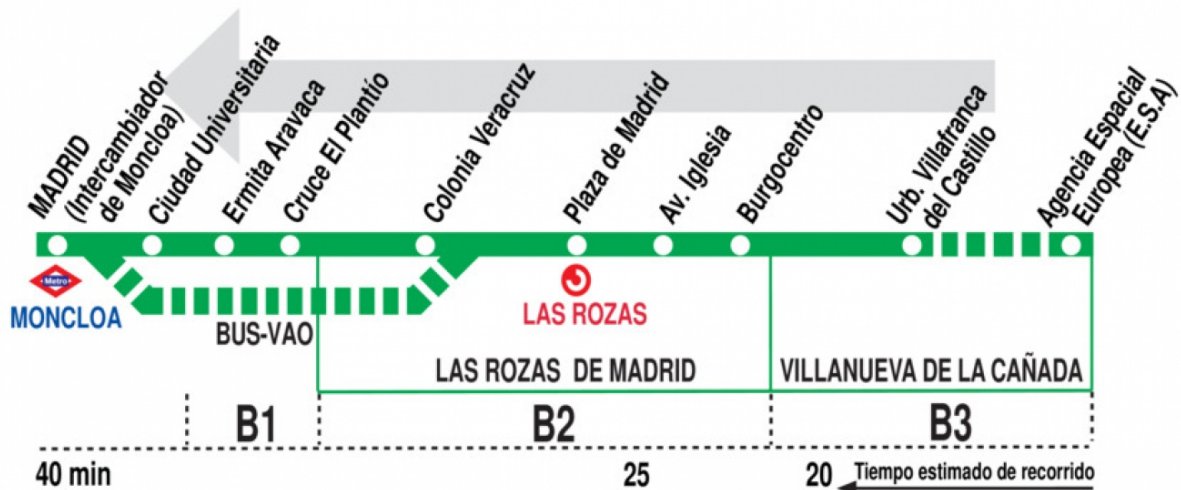 MADRID
(Intercambiador
de Moncloa)
Ciudad Universitaria
Ermita Aravaca
Cruce El Plantío
Colonia Veracruz
Plaza de Madrid
Av. Iglesia
Burgocentro
Urb. Villafranca
del Castillo
Agencia Espacial
Europea (E.S.A)
Metro
MONCLOA
BUS-VAO
LAS ROZAS
LAS ROZAS DE MADRID
VILLANUEVA DE LA CAÑADA
B1
B2
B3
40 min
25
20
Tiempo estimado de recorrido